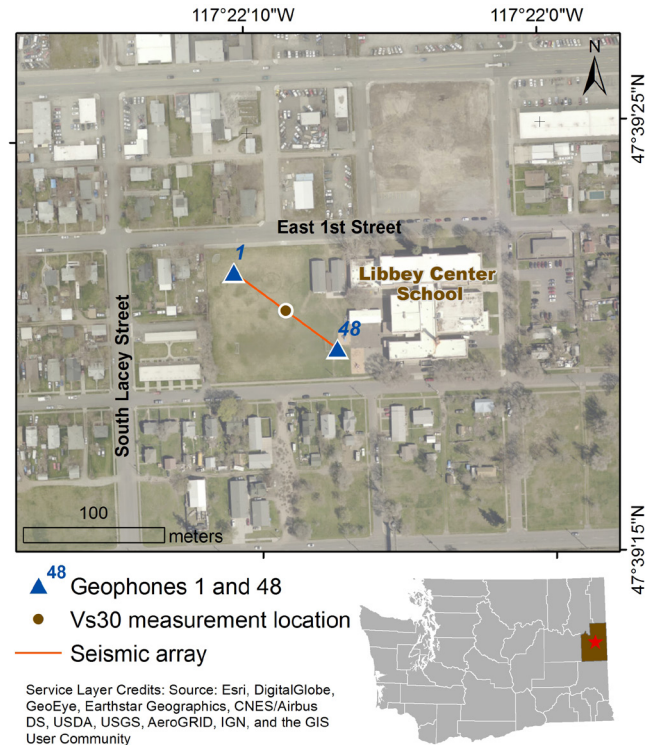 117°22'10"W
117°22'0"W
N
47°39'25"N
East 1st Street
1
Libbey Center
School
48
South Lacey Street
100
meters
47°39'15"N
48
Geophones 1 and 48
Vs30 measurement location
Seismic array
Service Layer Credits: Source: Esri, DigitalGlobe,
GeoEye, Earthstar Geographics, CNES/Airbus
DS, USDA, USGS, AeroGRID, IGN, and the GIS
User Community